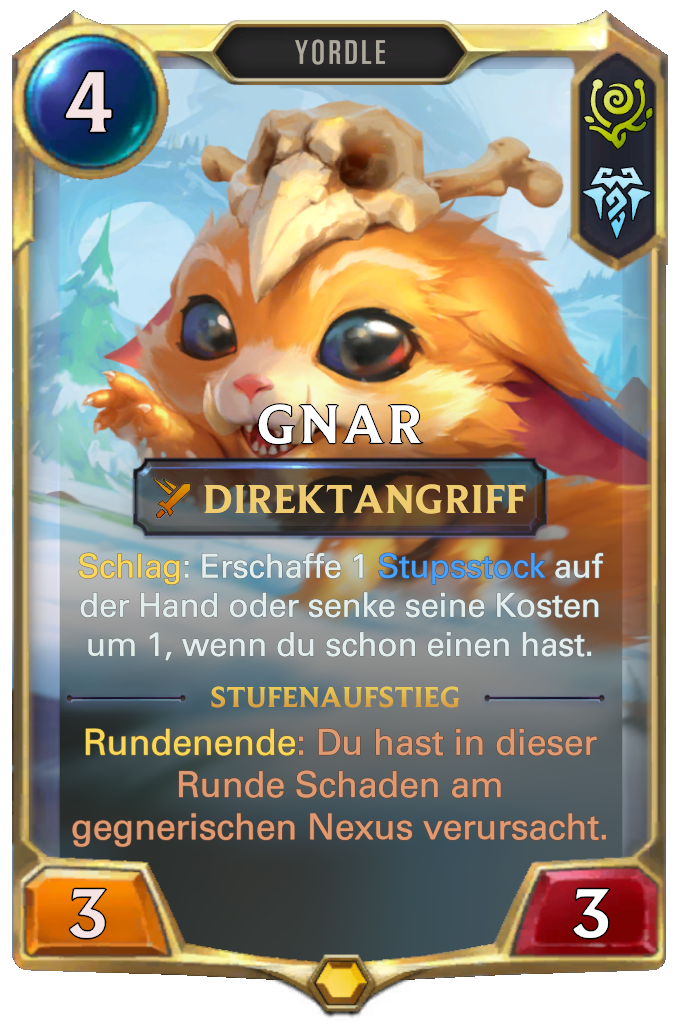 YORDLE
4
GNAR
DIREKTANGRIFF
Schlag: Erschaffe 1 Stupsstock auf
der Hand oder senke seine Kosten
um 1, wenn du schon einen hast.
STUFENAUFSTIEG
Rundenende: Du hast in dieser
Runde Schaden am
gegnerischen Nexus verursacht.
3
3